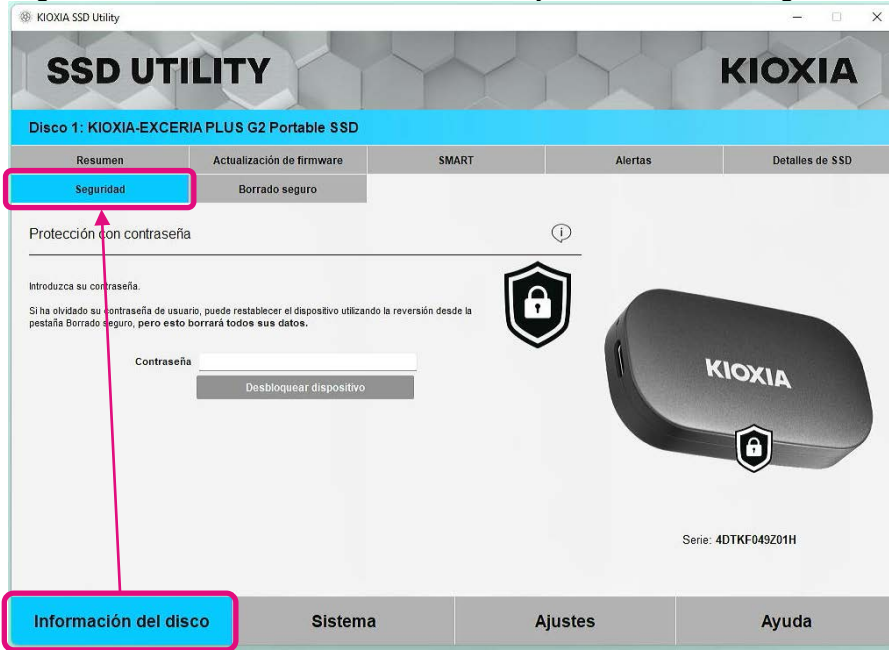 KIOXIA SSD Utility
SSD UTILITY
KIOXIA
Disco 1: KIOXIA-EXCERIA PLUS G2 Portable SSD
Resumen
Actualización de firmware
SMART
Alertas
Detalles de SSD
Seguridad
Borrado seguro
Protección con contraseña
Introduzca su contraseña.
Si ha olvidado su contraseña de usuario, puede restablecer el dispositivo utilizando la reversión desde la
pestaña Borrado seguro, pero esto borrará todos sus datos.
Contraseña
Desbloquear dispositivo
KIOXIA
Serie: 4DTKF049Z01H
Información del disco
Sistema
Ajustes
Ayuda